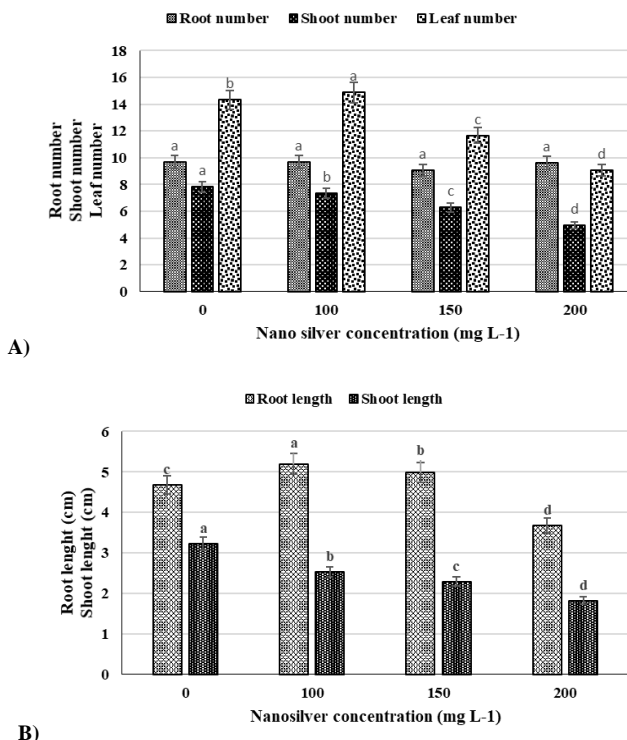 Root number Shoot number Leaf number
18
16
14
12
10
8
6
4
2
0
Root number
Shoot number
Leaf number
a a b
a b a
a c c
a d d
0 100 150 200
Nano silver concentration (mg L-1)
A)
Root length Shoot length
6
5
4
3
2
1
0
Root lenght (cm)
Shoot lenght (cm)
c a
a b
b c
d d
0 100 150 200
Nanosilver concentration (mg L-1)
B)